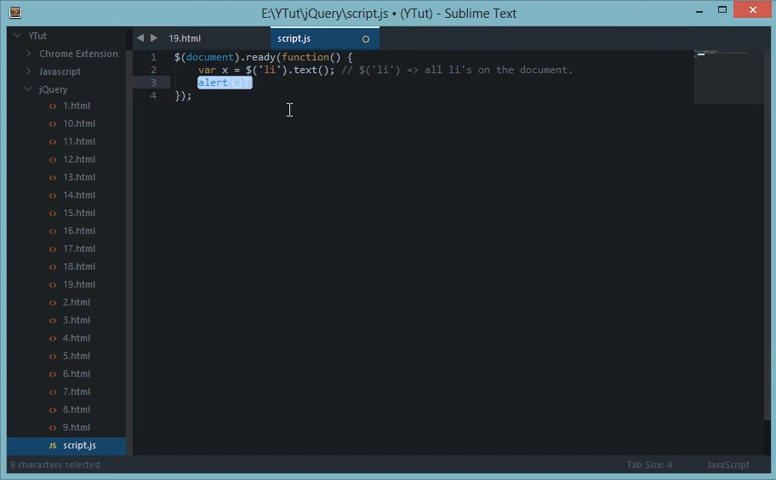 E:\YTut\jQuery\script.js • (YTut) - Sublime Text
YTut
Chrome Extension
Javascript
jQuery
1.html
10.html
11.html
12.html
13.html
14.html
15.html
16.html
17.html
18.html
19.html
2.html
3.html
4.html
5.html
6.html
7.html
8.html
9.html
JS script.js
19.html
script.js
1 $(document).ready(function() {
2 var x = $('li').text(); // $('li') => all li's on the document.
3 alert(x);
4 });
9 characters selected
Tab Size: 4
JavaScript